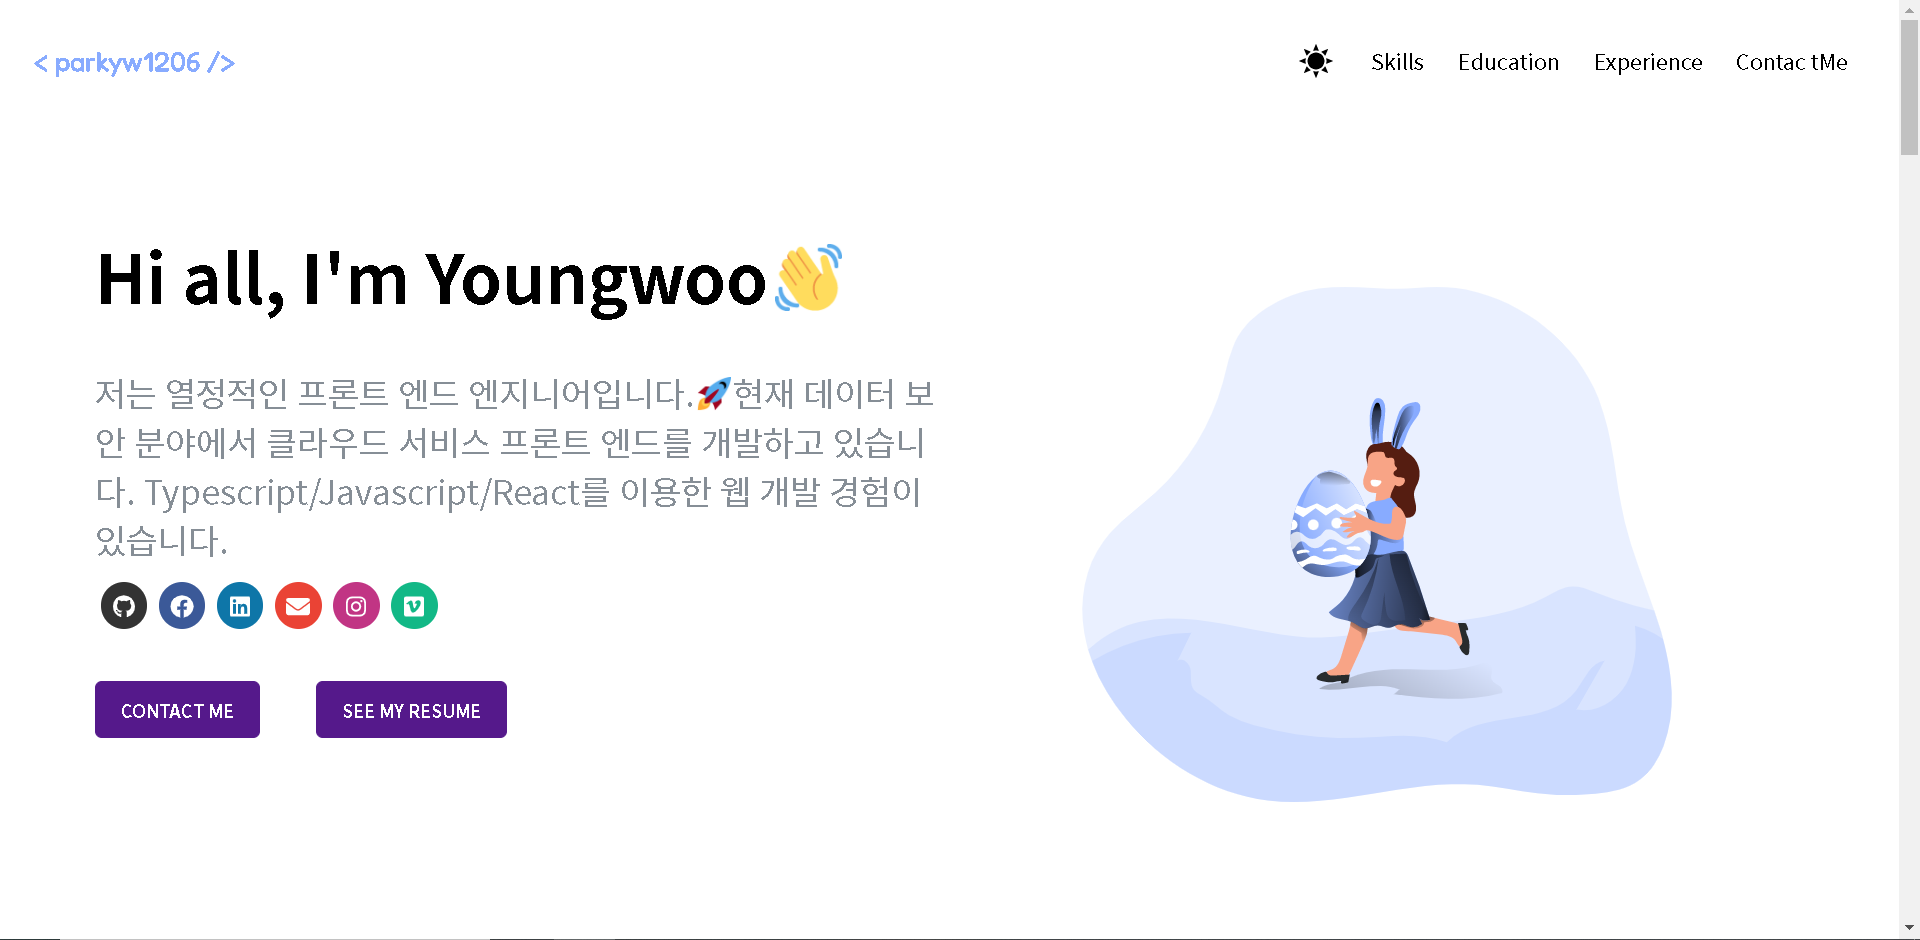 < parkyw1206 />
Skills
Education
Experience
Contac tMe
Hi all, I'm Youngwoo👋
저는 열정적인 프론트 엔드 엔지니어입니다.🚀현재 데이터 보
안 분야에서 클라우드 서비스 프론트 엔드를 개발하고 있습니
다. Typescript/Javascript/React를 이용한 웹 개발 경험이
있습니다.
CONTACT ME
SEE MY RESUME